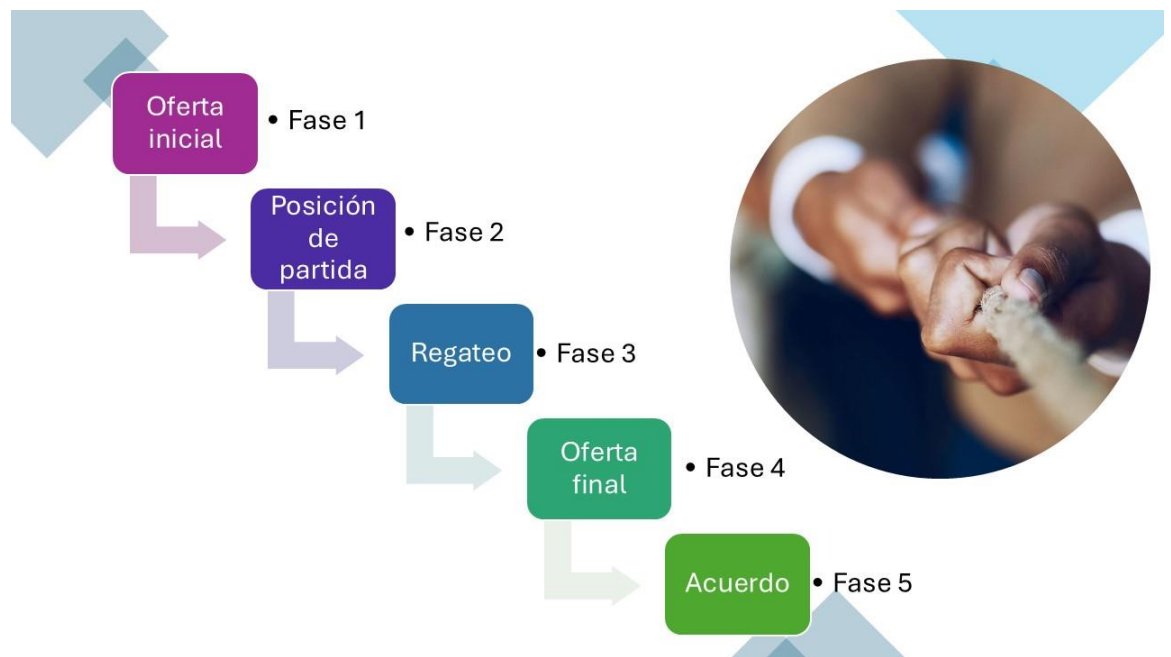 Oferta
inicial
• Fase 1
Posición
de
partida
• Fase 2
Regateo
• Fase 3
Oferta
final
• Fase 4
Acuerdo
• Fase 5